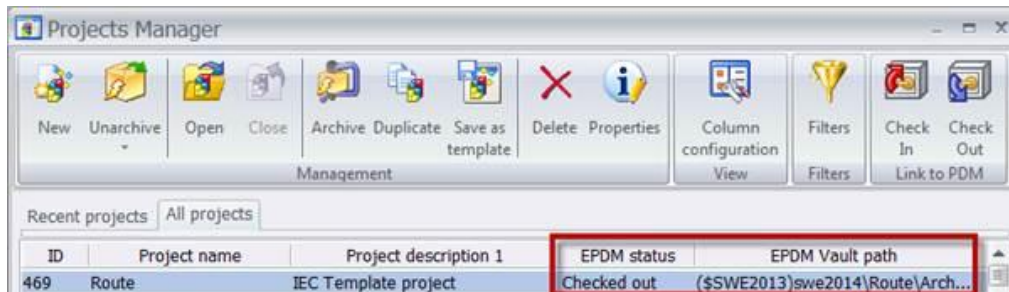 Projects Manager
New Unarchive Open Close Archive Duplicate Save as template Delete Properties Column configuration Filters Check In Check Out
Management View Filters Link to PDM
Recent projects All projects
ID Project name Project description 1 EPDM status EPDM Vault path
469 Route IEC Template project Checked out ($SWE2013)swe2014\Route\Arch...